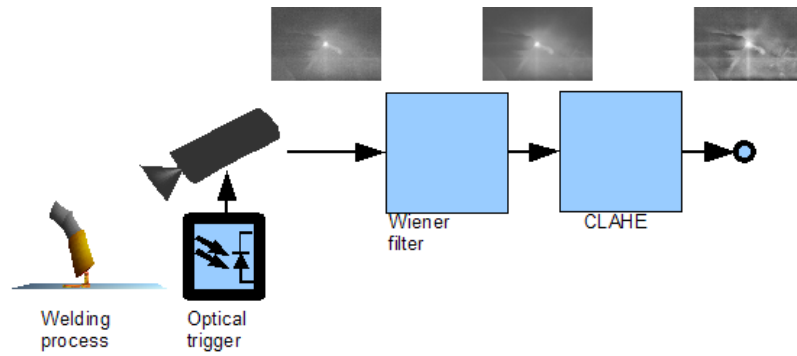 Wiener
filter
CLAHE
Welding
process
Optical
trigger